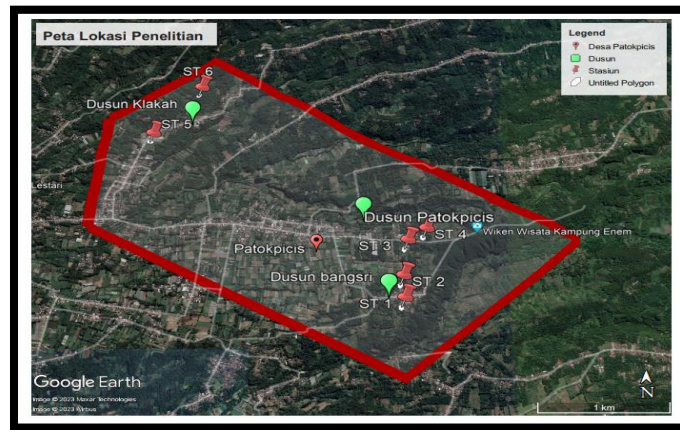 Peta Lokasi Penelitian
Legend
Desa Patokpicis
Dusun
Stasiun
Untitled Polygon
ST 6
Dusun Klakah
ST 5
Lestari
Dusun Patokpicis
ST 3
ST 4
Wiken Wisata Kampung Enem
Patokpicis
Dusun bangsri
ST 2
ST 1
Google Earth
Image © 2023 Maxar Technologies
Image © 2023 Airbus
N
1 km